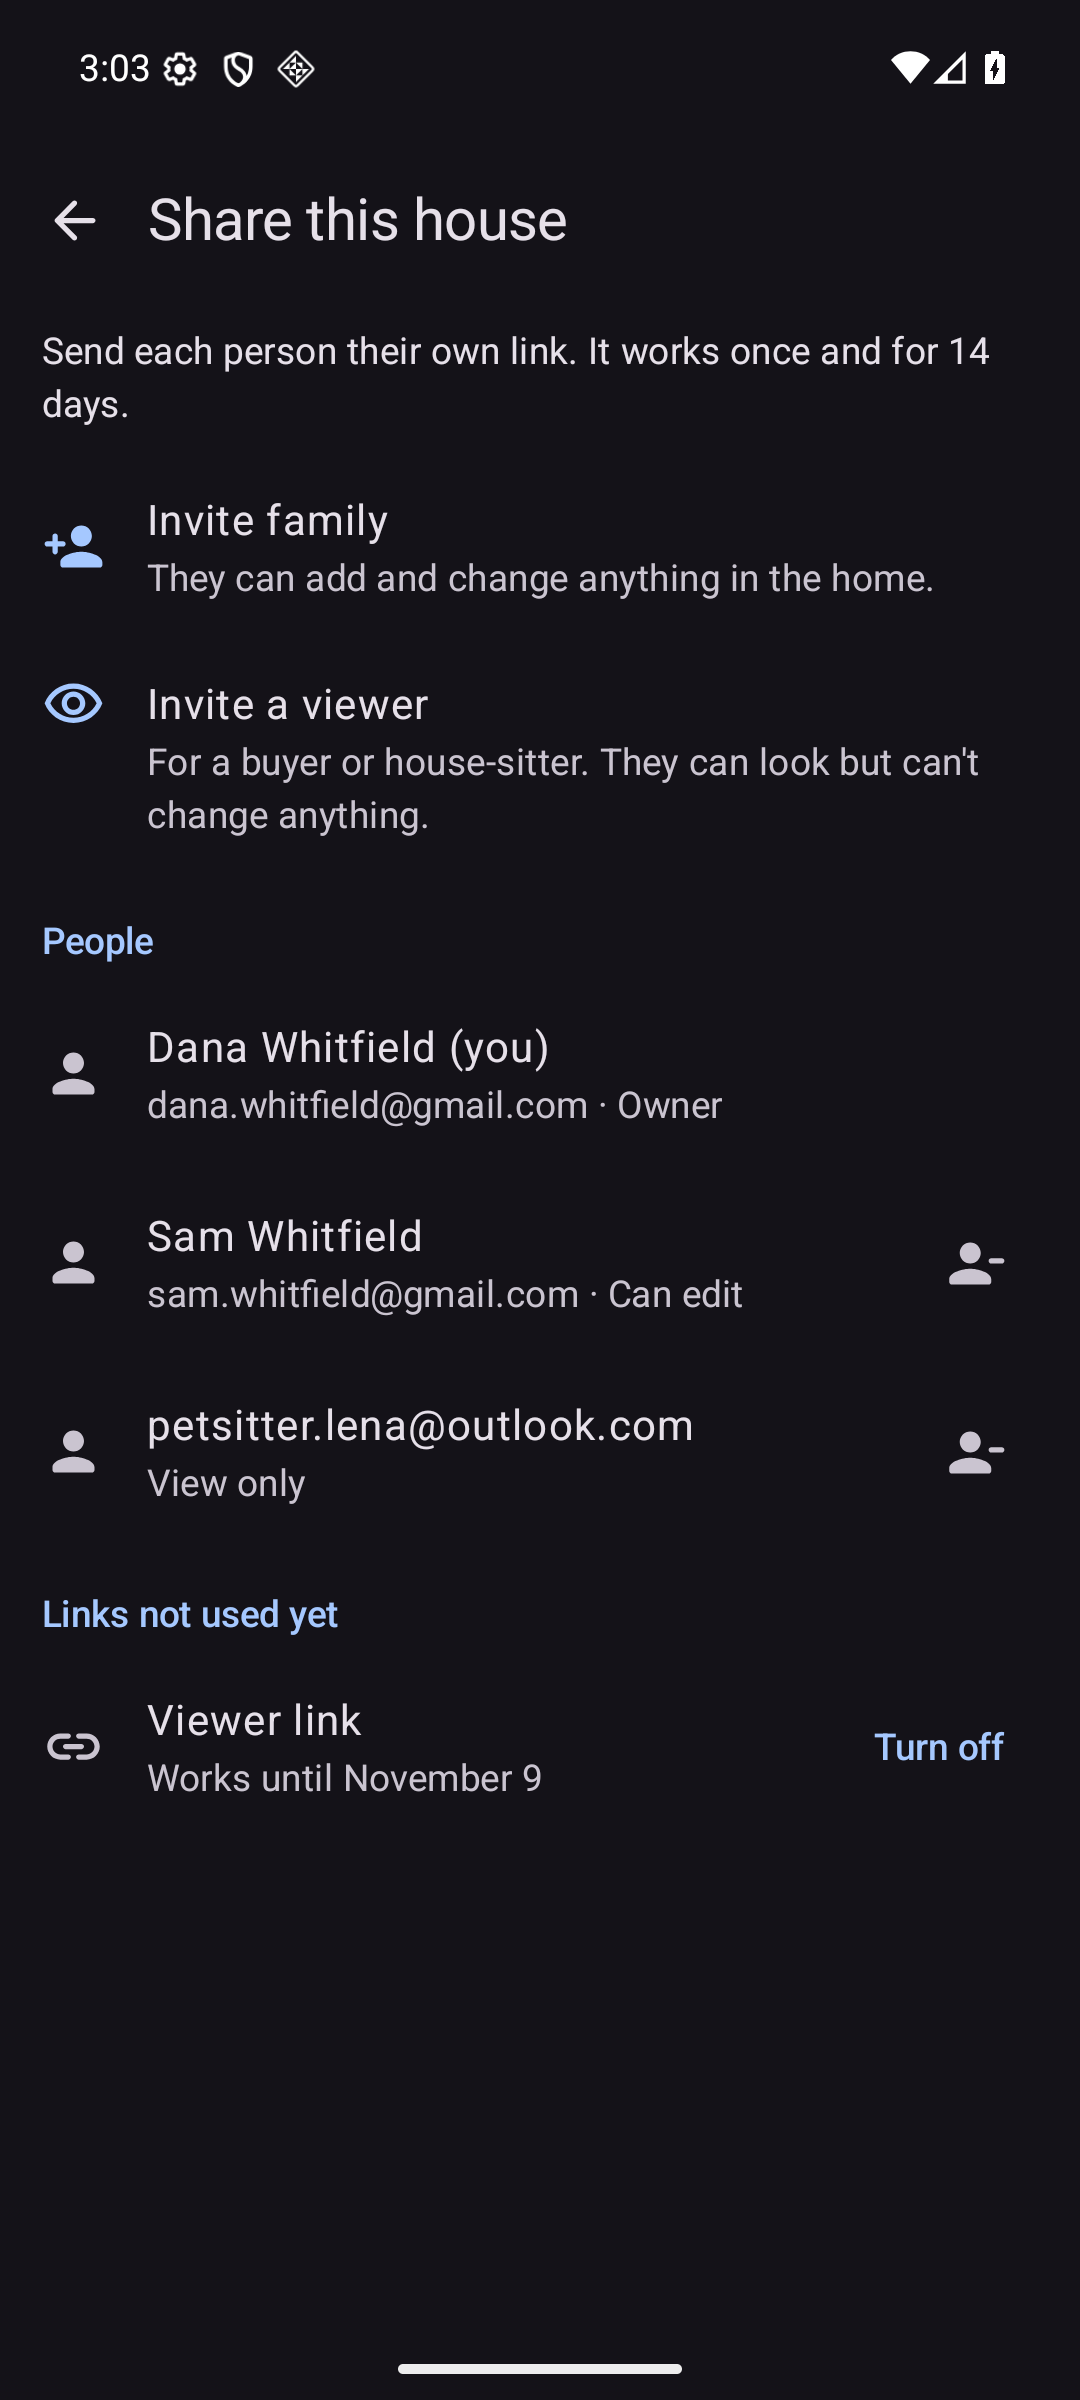 3:03
Share this house
Send each person their own link. It works once and for 14
days.
Invite family
They can add and change anything in the home.
Invite a viewer
For a buyer or house-sitter. They can look but can't
change anything.
People
Dana Whitfield (you)
dana.whitfield@gmail.com · Owner
Sam Whitfield
sam.whitfield@gmail.com · Can edit
petsitter.lena@outlook.com
View only
Links not used yet
Viewer link
Works until November 9
Turn off